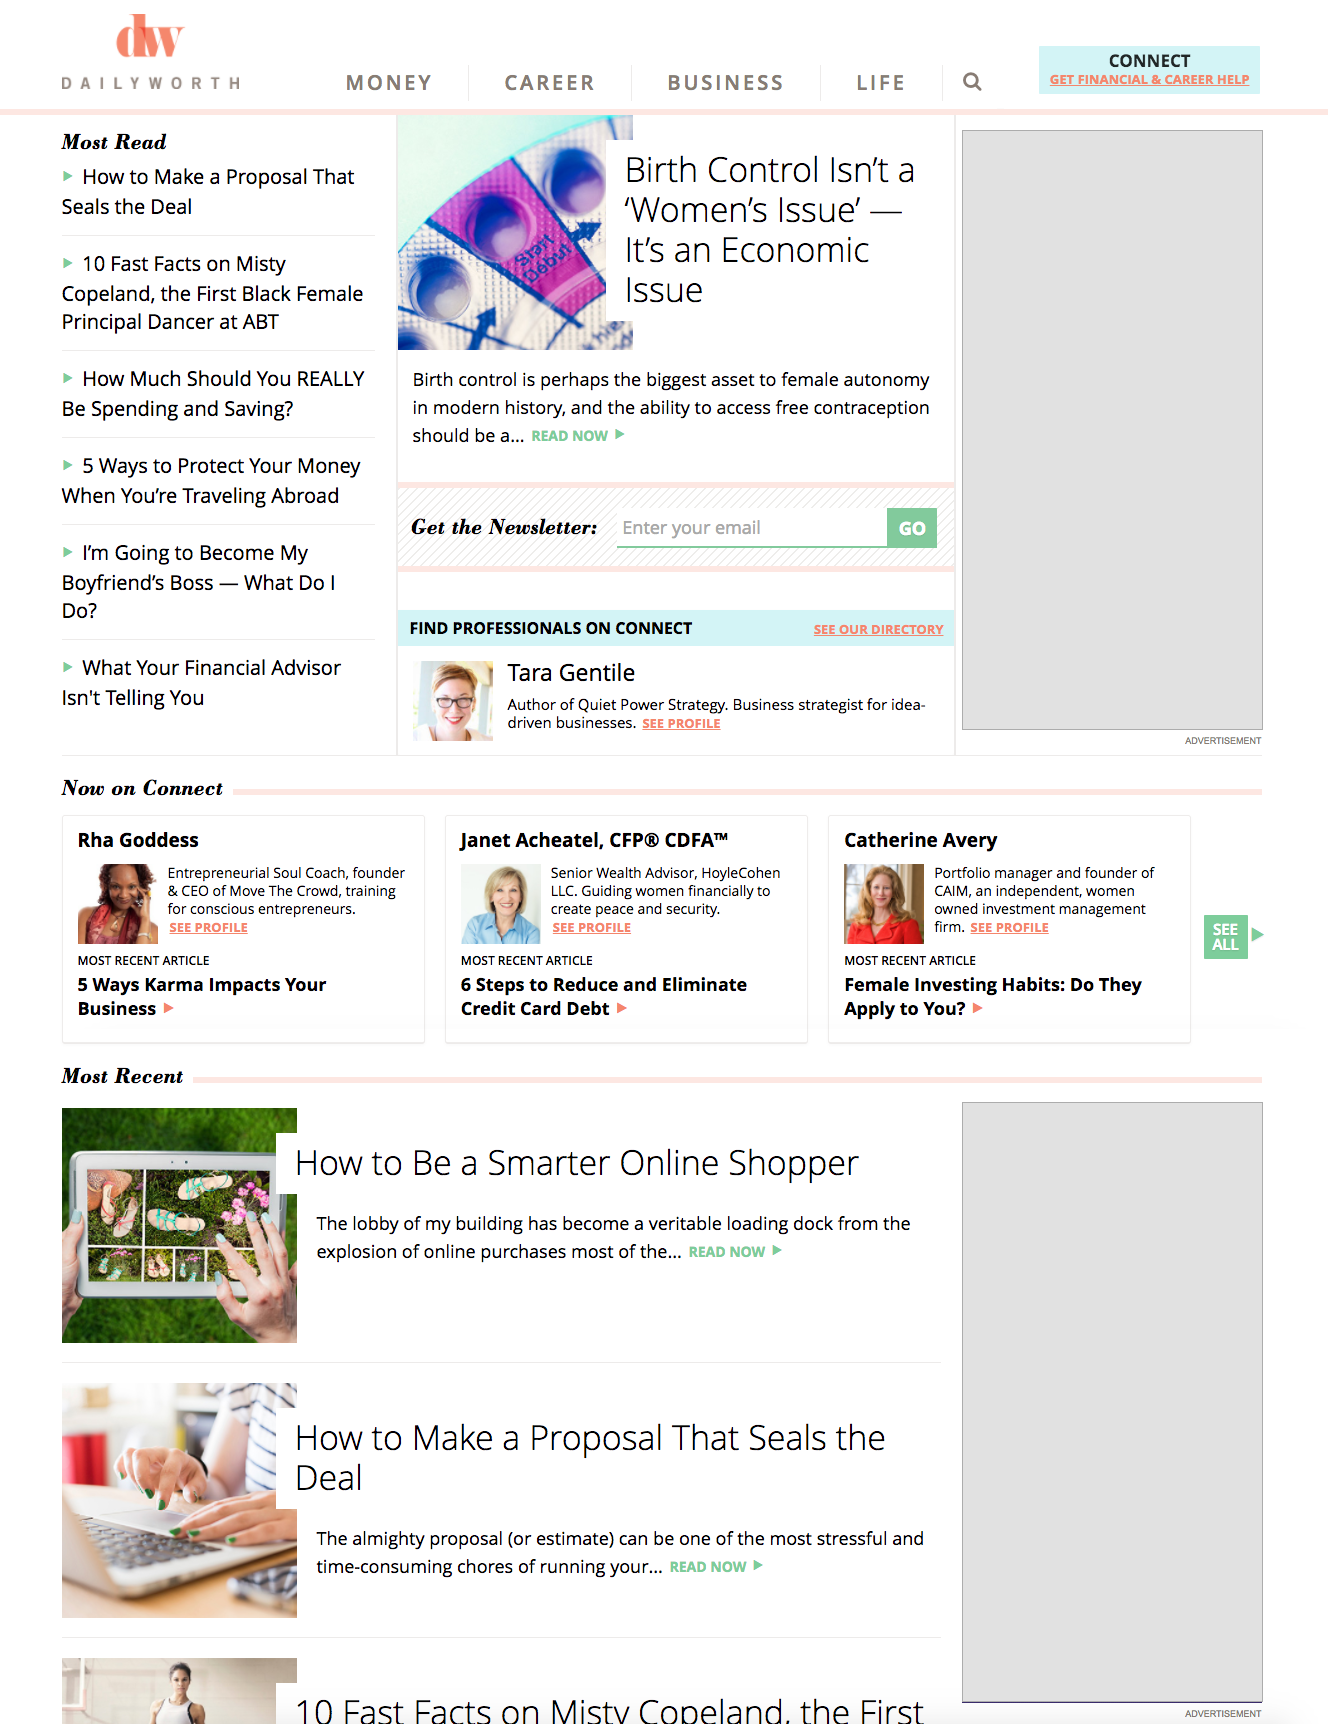 dw
DAILYWORTH
MONEY
CAREER
BUSINESS
LIFE
CONNECT
GET FINANCIAL & CAREER HELP
Most Read
How to Make a Proposal That
Seals the Deal
10 Fast Facts on Misty
Copeland, the First Black Female
Principal Dancer at ABT
How Much Should You REALLY
Be Spending and Saving?
5 Ways to Protect Your Money
When You’re Traveling Abroad
I’m Going to Become My
Boyfriend’s Boss — What Do I
Do?
What Your Financial Advisor
Isn't Telling You
Start
Debut
Birth Control Isn’t a
‘Women’s Issue’ —
It’s an Economic
Issue
Birth control is perhaps the biggest asset to female autonomy
in modern history, and the ability to access free contraception
should be a... READ NOW
Get the Newsletter:
Enter your email
GO
FIND PROFESSIONALS ON CONNECT
SEE OUR DIRECTORY
Tara Gentile
Author of Quiet Power Strategy. Business strategist for idea-
driven businesses. SEE PROFILE
ADVERTISEMENT
Now on Connect
Rha Goddess
Entrepreneurial Soul Coach, founder
& CEO of Move The Crowd, training
for conscious entrepreneurs.
SEE PROFILE
MOST RECENT ARTICLE
5 Ways Karma Impacts Your
Business
Janet Acheatel, CFP® CDFA™
Senior Wealth Advisor, HoyleCohen
LLC. Guiding women financially to
create peace and security.
SEE PROFILE
MOST RECENT ARTICLE
6 Steps to Reduce and Eliminate
Credit Card Debt
Catherine Avery
Portfolio manager and founder of
CAIM, an independent, women
owned investment management
firm. SEE PROFILE
MOST RECENT ARTICLE
Female Investing Habits: Do They
Apply to You?
SEE
ALL
Most Recent
How to Be a Smarter Online Shopper
The lobby of my building has become a veritable loading dock from the
explosion of online purchases most of the... READ NOW
How to Make a Proposal That Seals the
Deal
The almighty proposal (or estimate) can be one of the most stressful and
time-consuming chores of running your... READ NOW
10 Fast Facts on Misty Copeland, the First
ADVERTISEMENT